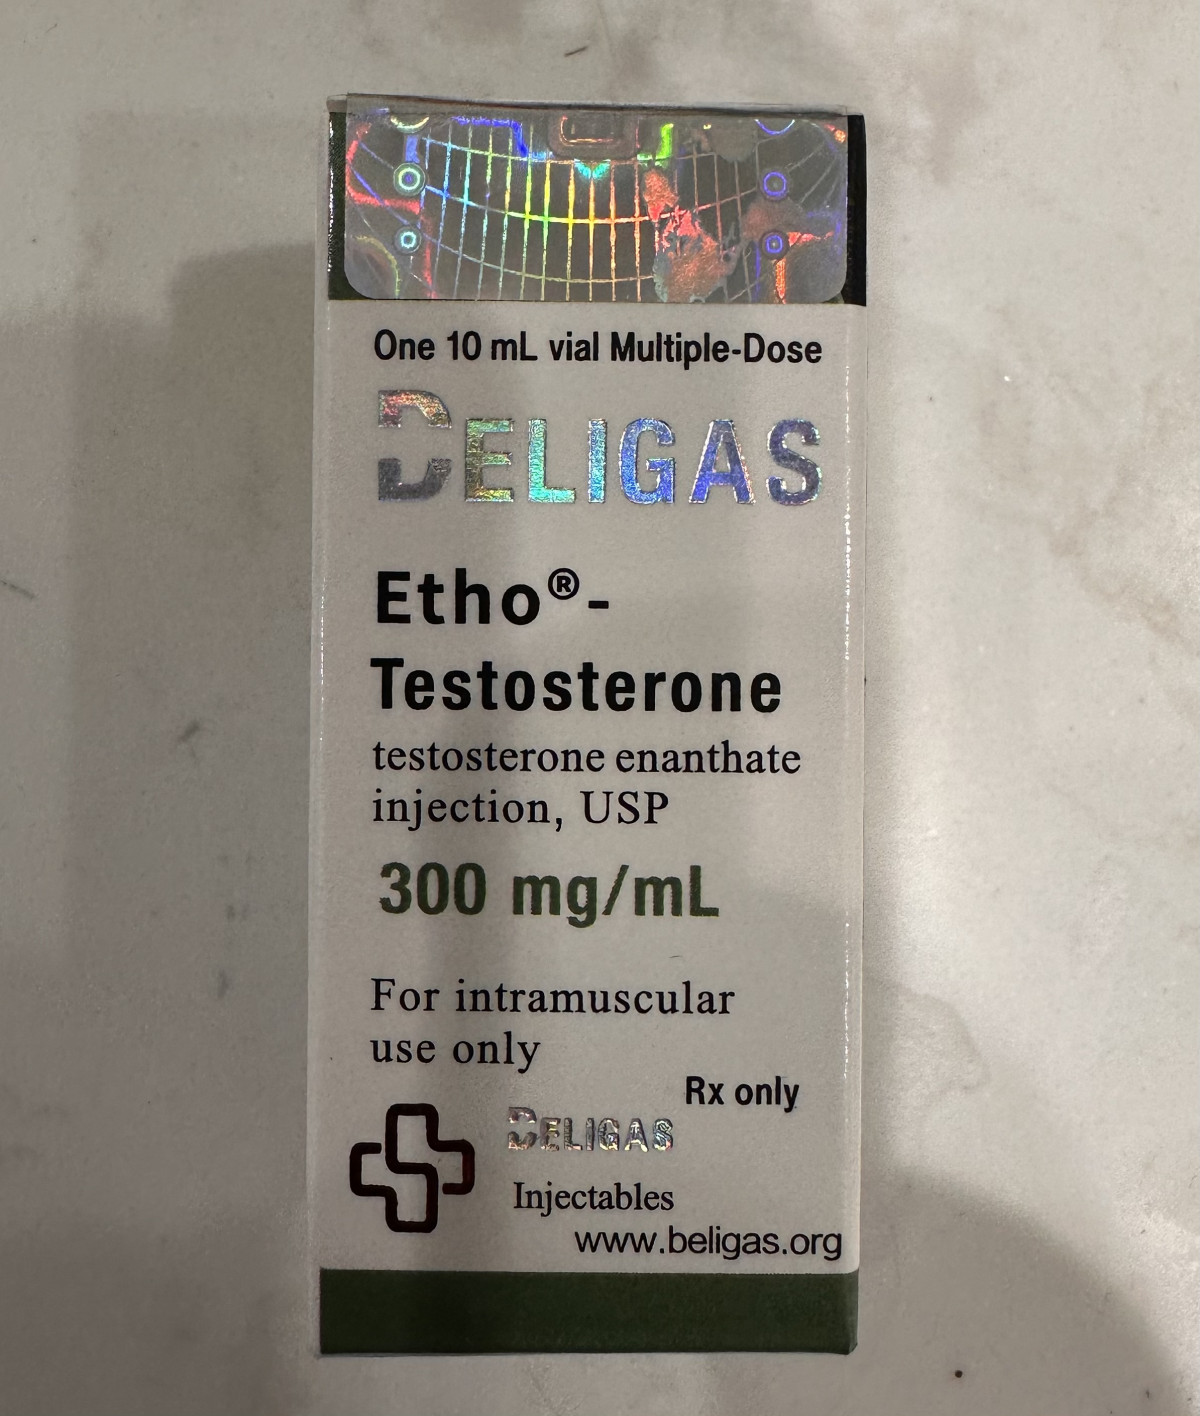 One 10 mL vial Multiple-Dose
BELIGAS
Etho®-
Testosterone
testosterone enanthate
injection, USP
300 mg/mL
For intramuscular
use only
Rx only
BELIGAS
Injectables
www.beligas.org